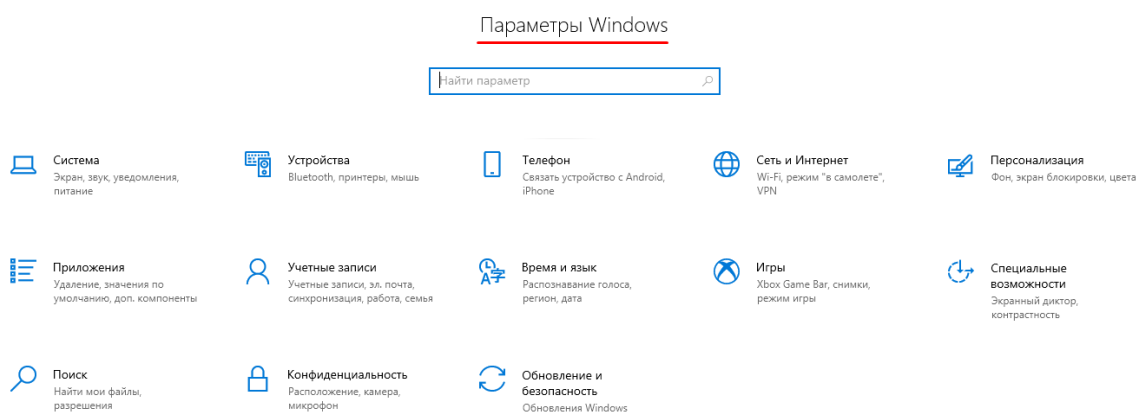 Параметры Windows
Найти параметр
Система
Экран, звук, уведомления,
питание
Устройства
Bluetooth, принтеры, мышь
Телефон
Связать устройство с Android,
iPhone
Сеть и Интернет
Wi-Fi, режим "в самолете",
VPN
Персонализация
Фон, экран блокировки, цвета
Приложения
Удаление, значения по
умолчанию, доп. компоненты
Учетные записи
Учетные записи, эл. почта,
синхронизация, работа, семья
Время и язык
Распознавание голоса,
регион, дата
Игры
Xbox Game Bar, снимки,
режим игры
Специальные
возможности
Экранный диктор,
контрастность
Поиск
Найти мои файлы,
разрешения
Конфиденциальность
Расположение, камера,
микрофон
Обновление и
безопасность
Обновления Windows